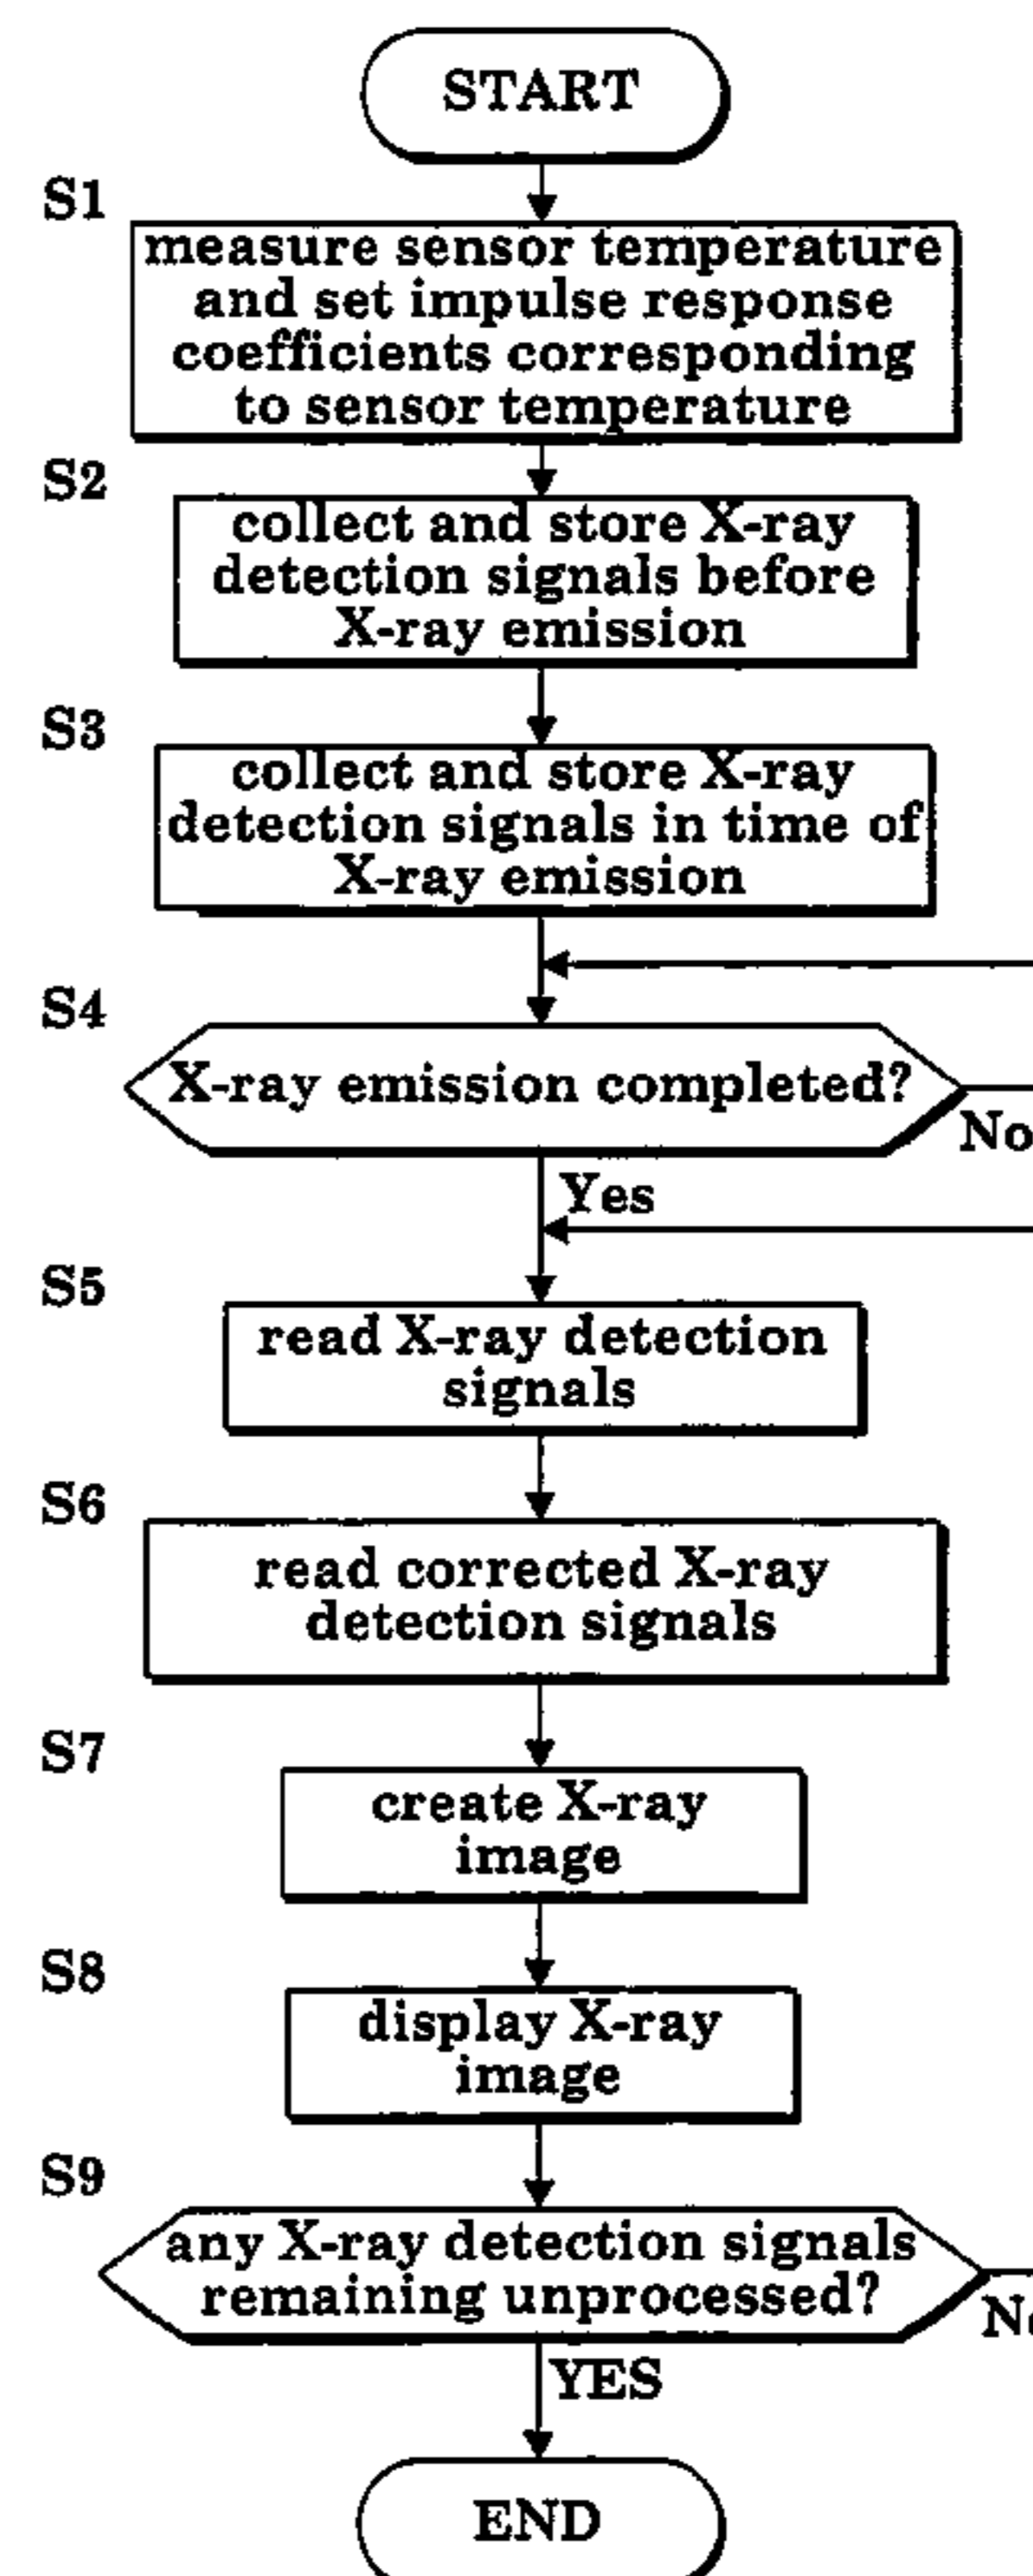 START
S1
measure sensor temperature
and set impulse response
coefficients corresponding
to sensor temperature
S2
collect and store X-ray
detection signals before
X-ray emission
S3
collect and store X-ray
detection signals in time of
X-ray emission
S4
X-ray emission completed?
No
Yes
S5
read X-ray detection
signals
S6
read corrected X-ray
detection signals
S7
create X-ray
image
S8
display X-ray
image
S9
any X-ray detection signals
remaining unprocessed?
YES
END